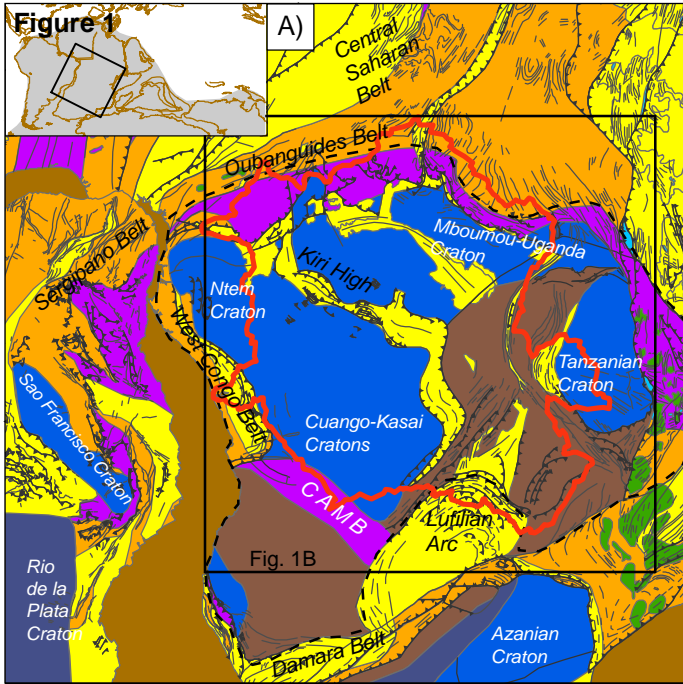 Figure 1
A)
Central
Saharan
Belt
Oubanguides Belt
Sergipano Belt
Mboumou-Uganda
Craton
Kiri High
Ntem
Craton
West Congo Belt
Tanzanian
Craton
Sao Francisco Craton
Cuango-Kasai
Cratons
CAMB
Lufilian
Arc
Fig. 1B
Rio
de la
Plata
Craton
Azanian
Craton
Damara Belt